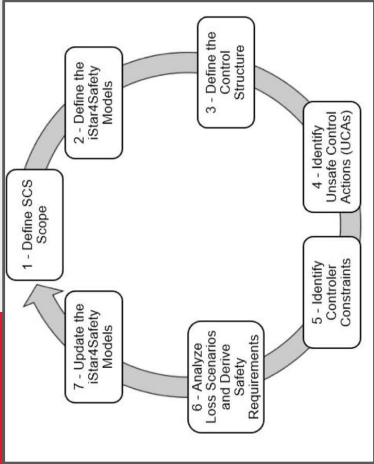 1 - Define SCS
Scope
2 - Define the
iStar4Safety
Models
3 - Define the
Control
Structure
4 - Identify
Unsafe Control
Actions (UCAs)
5 - Identify
Controler
Constraints
6 - Analyze
Loss Scenarios
and Derive
Safety
Requirements
7 - Update the
iStar4Safety
Models